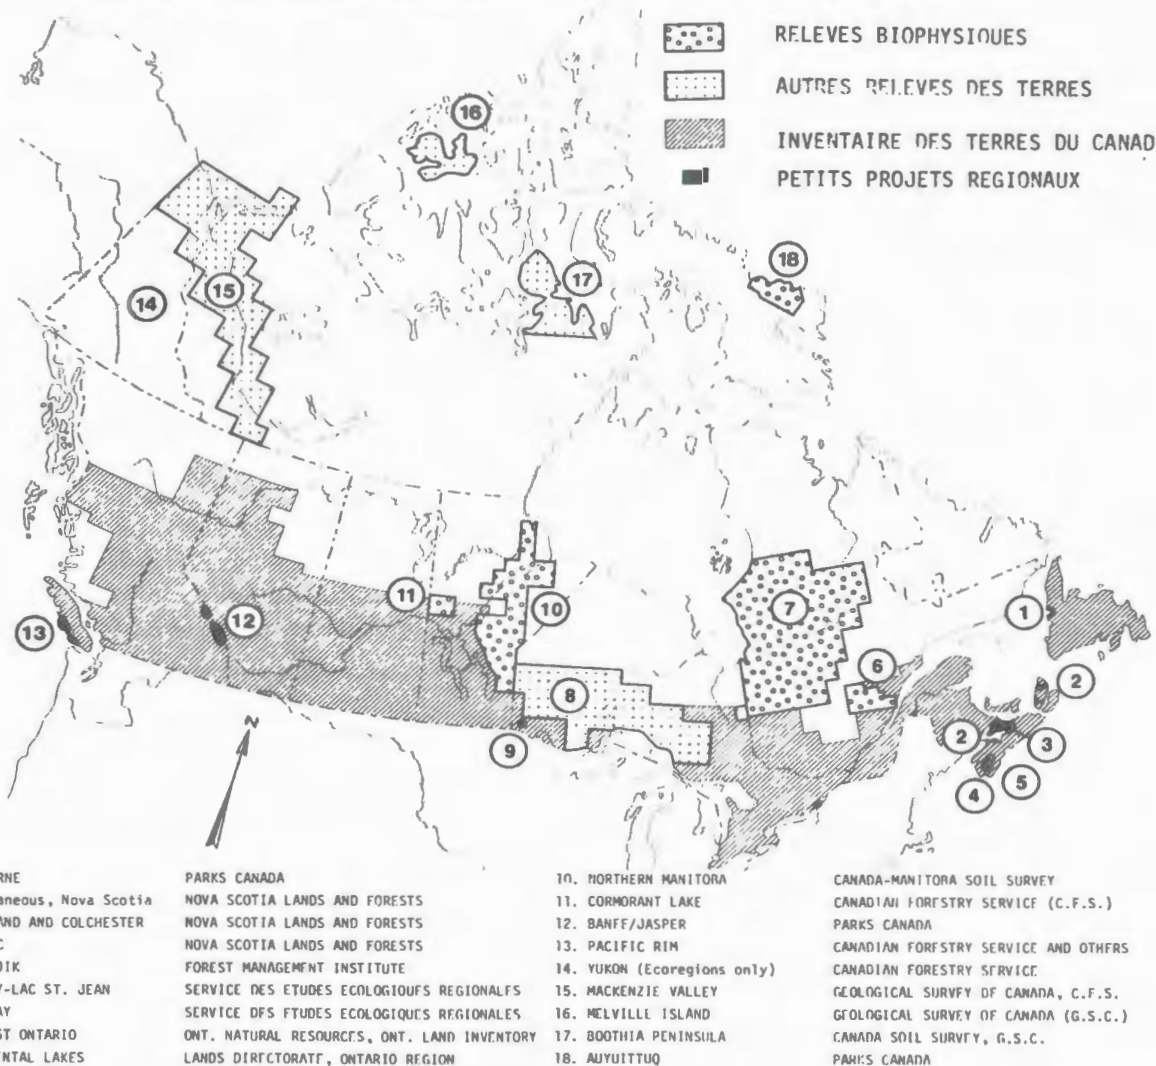 RELEVES BIOPHYSIQUES
AUTRES RELEVES DES TERRES
INVENTAIRE DES TERRES DU CANAD
PETITS PROJETS REGIONAUX
16
18
17
14
15
11
10
7
1
13
12
6
2
8
9
2
3
5
4
N
RNE PARKS CANADA
aneous, Nova Scotia NOVA SCOTIA LANDS AND FORESTS
AND AND COLCHESTER NOVA SCOTIA LANDS AND FORESTS
C NOVA SCOTIA LANDS AND FORESTS
JIK FOREST MANAGEMENT INSTITUTE
Y-LAC ST. JEAN SERVICE DES ETUDES ECOLOGIQUES REGIONALES
AY SERVICE DES ETUDES ECOLOGIQUES REGIONALES
ST ONTARIO ONT. NATURAL RESOURCES, ONT. LAND INVENTORY
ENTAL LAKES LANDS DIRECTORATE, ONTARIO REGION
10. NORTHERN MANITOBA CANADA-MANITOBA SOIL SURVEY
11. CORMORANT LAKE CANADIAN FORESTRY SERVICE (C.F.S.)
12. BANFF/JASPER PARKS CANADA
13. PACIFIC RIM CANADIAN FORESTRY SERVICE AND OTHERS
14. YUKON (Ecoregions only) CANADIAN FORESTRY SERVICE
15. MACKENZIE VALLEY GEOLOGICAL SURVEY OF CANADA, C.F.S.
16. MELVILLE ISLAND GEOLOGICAL SURVEY OF CANADA (G.S.C.)
17. BOOTHIA PENINSULA CANADA SOIL SURVEY, G.S.C.
18. AUYUITTUQ PARKS CANADA